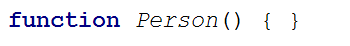 function Person() { }